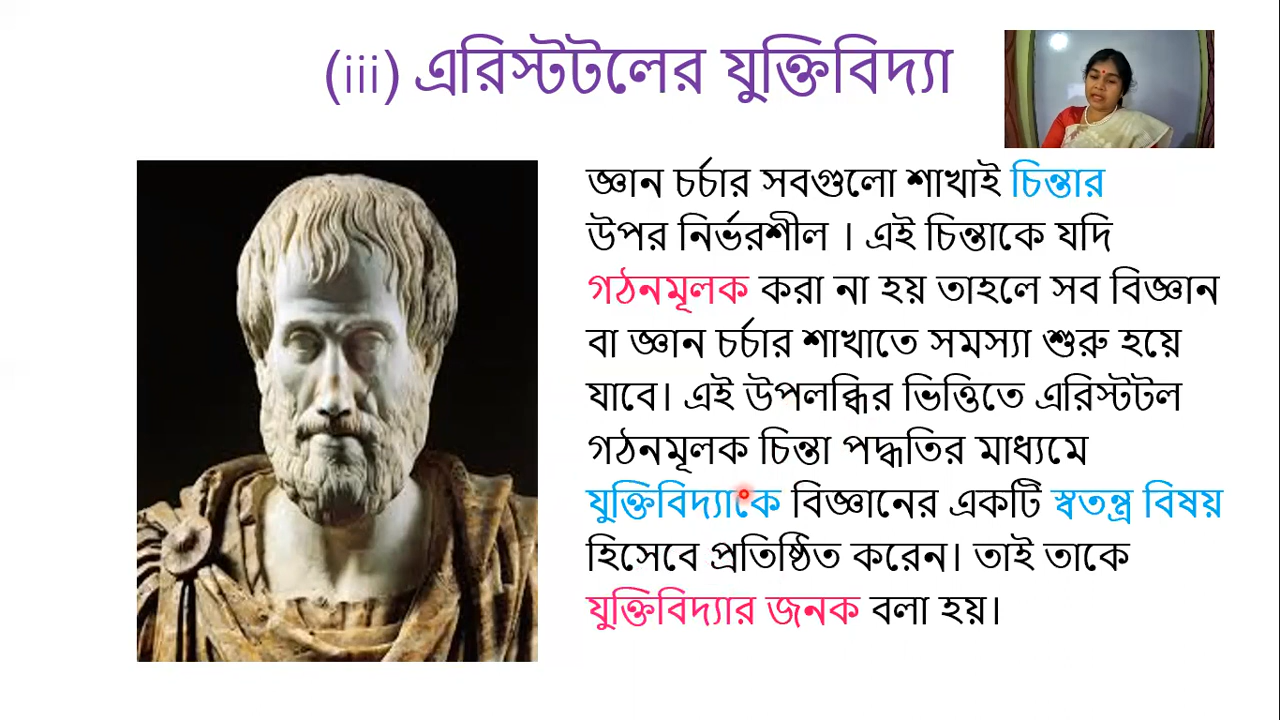 (iii) এরিস্টটলের যুক্তিবিদ্যা
জ্ঞান চর্চার সবগুলো শাখাই চিন্তার
উপর নির্ভরশীল । এই চিন্তাকে যদি
গঠনমূলক করা না হয় তাহলে সব বিজ্ঞান
বা জ্ঞান চর্চার শাখাতে সমস্যা শুরু হয়ে
যাবে। এই উপলব্ধির ভিত্তিতে এরিস্টটল
গঠনমূলক চিন্তা পদ্ধতির মাধ্যমে
যুক্তিবিদ্যাকে বিজ্ঞানের একটি স্বতন্ত্র বিষয়
হিসেবে প্রতিষ্ঠিত করেন। তাই তাকে
যুক্তিবিদ্যার জনক বলা হয়।